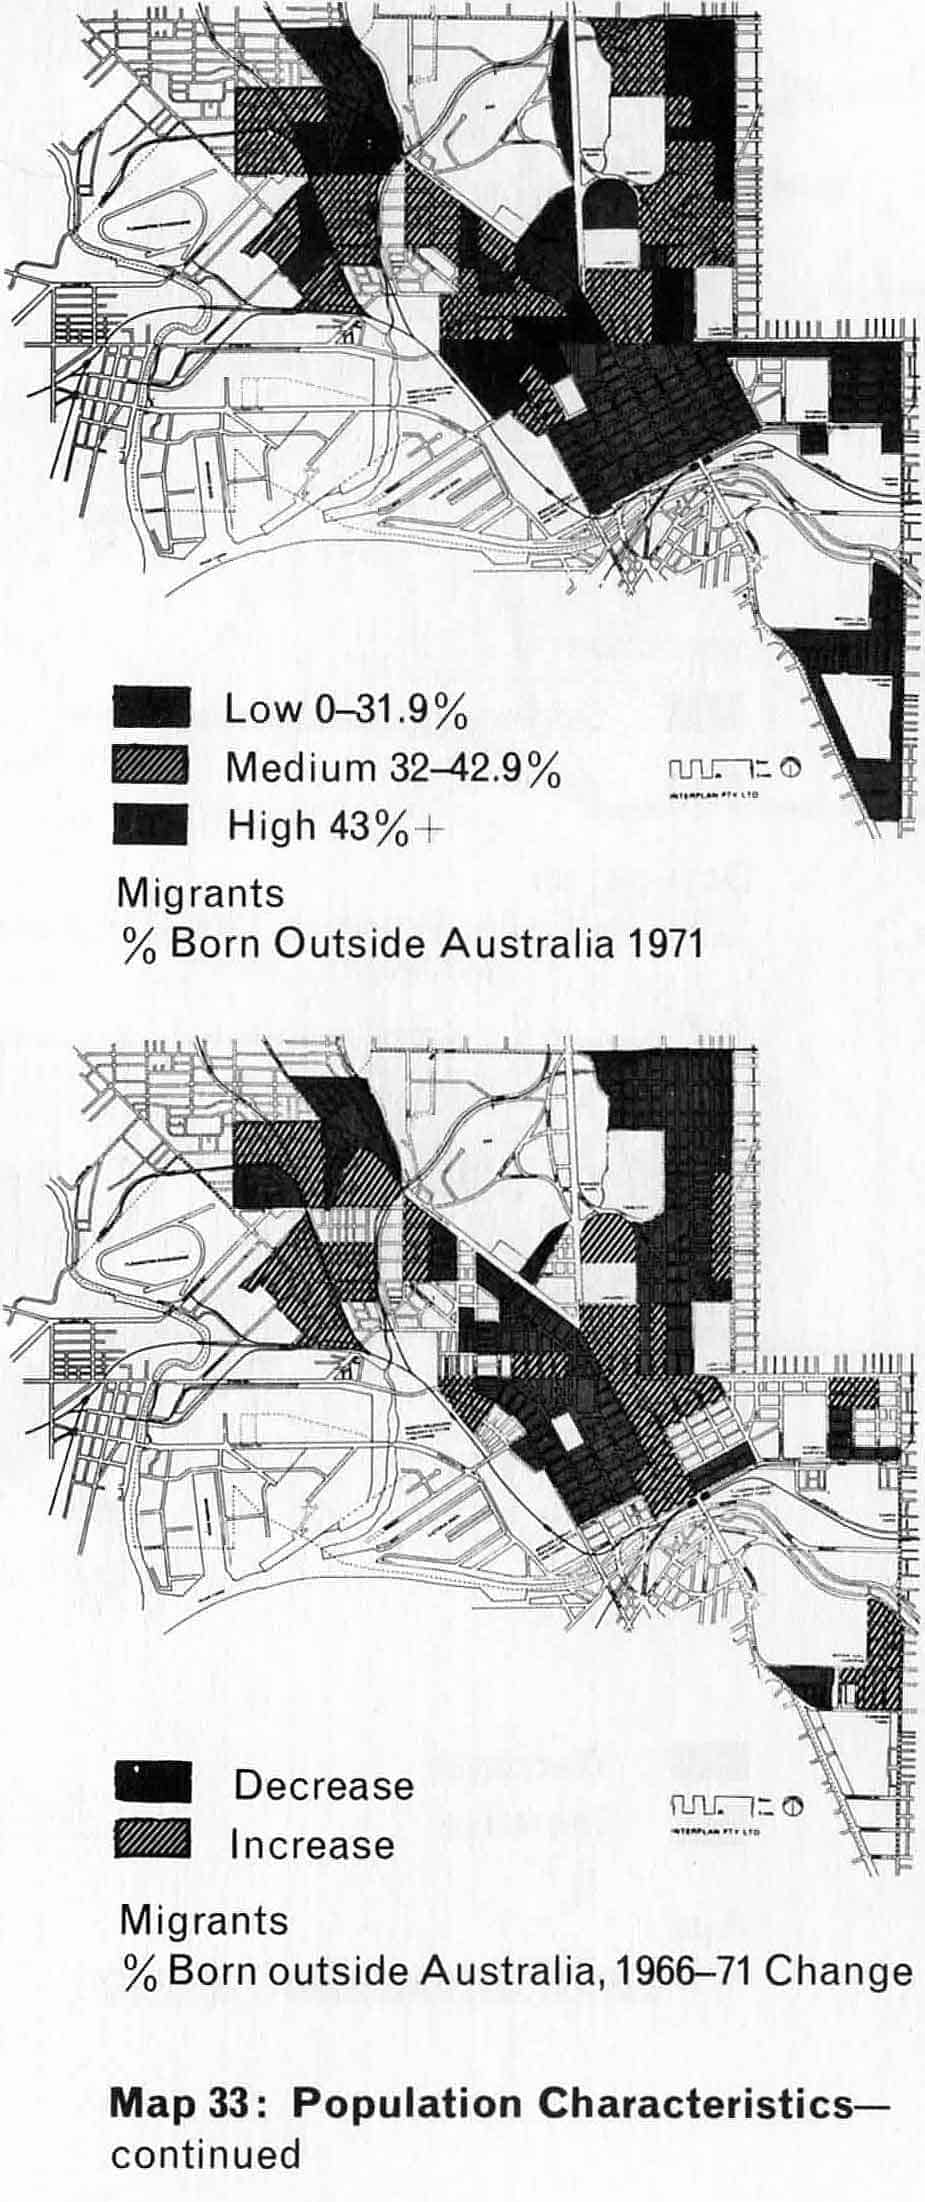 Low 0–31.9%
Medium 32–42.9%
High 43%+
INTERPLAN PTY LTD
Migrants
% Born Outside Australia 1971
Decrease
Increase
INTERPLAN PTY LTD
Migrants
% Born outside Australia, 1966–71 Change
Map 33: Population Characteristics—
continued